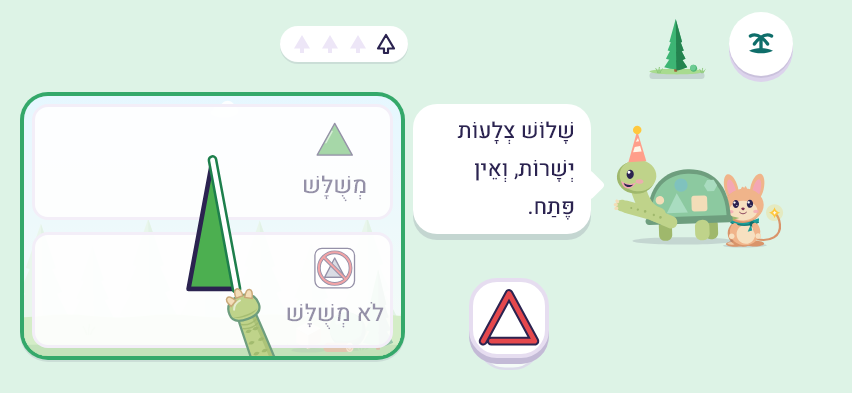 שָׁלוֹשׁ צְלָעוֹת
יְשָׁרוֹת, וְאֵין
פֶּתַח.
מְשֻׁלָּשׁ
לֹא מְשֻׁלָּשׁ